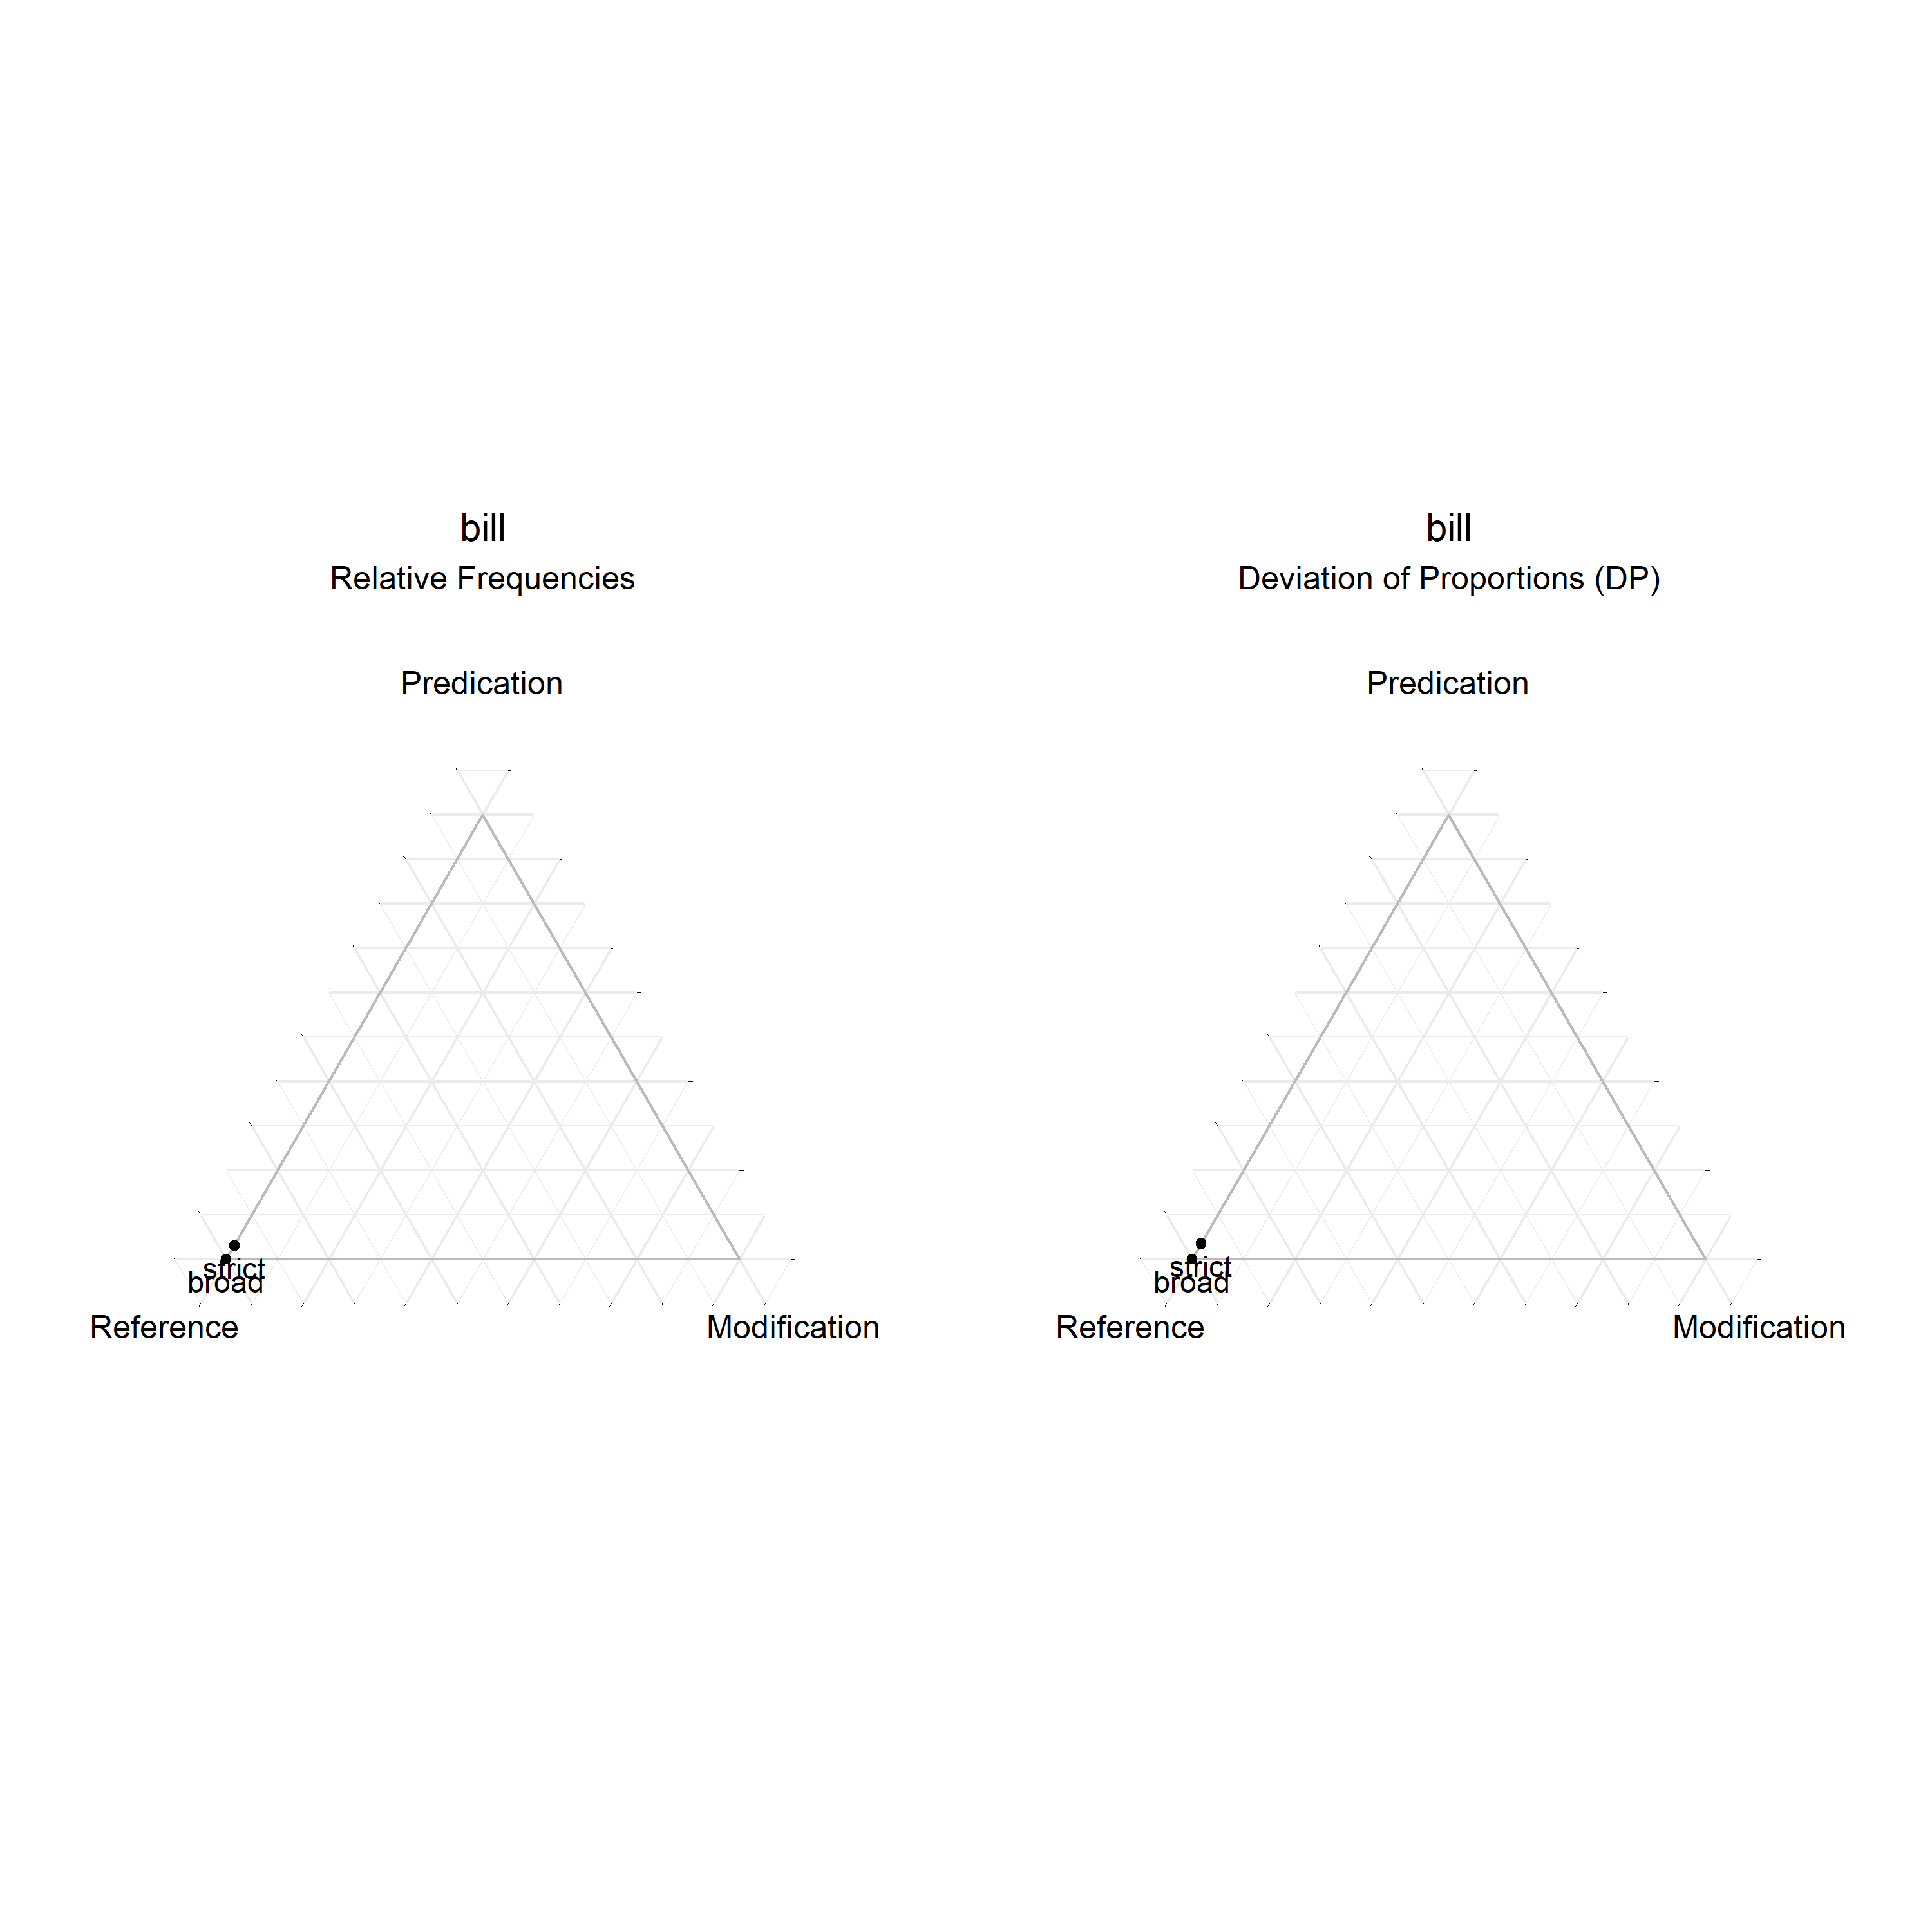 bill
Relative Frequencies
Predication
strict
broad
Reference
Modification
bill
Deviation of Proportions (DP)
Predication
strict
broad
Reference
Modification